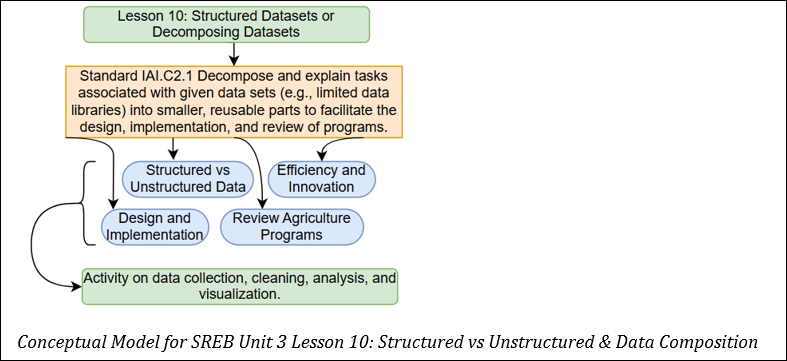 Lesson 10: Structured Datasets or
Decomposing Datasets
Standard IAI.C2.1 Decompose and explain tasks
associated with given data sets (e.g., limited data
libraries) into smaller, reusable parts to facilitate the
design, implementation, and review of programs.
Structured vs
Unstructured Data
Efficiency and
Innovation
Design and
Implementation
Review Agriculture
Programs
Activity on data collection, cleaning, analysis, and
visualization.
Conceptual Model for SREB Unit 3 Lesson 10: Structured vs Unstructured & Data Composition